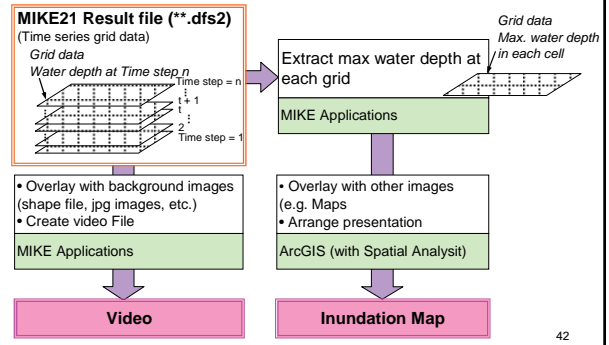 MIKE21 Result file (**.dfs2)
(Time series grid data)
Grid data
Water depth at Time step n
Time step = n
⋮
t + 1
t
⋮
2
Time step = 1
Extract max water depth at
each grid
MIKE Applications
Grid data
Max. water depth
in each cell
• Overlay with background images
(shape file, jpg images, etc.)
• Create video File
MIKE Applications
• Overlay with other images
(e.g. Maps
• Arrange presentation
ArcGIS (with Spatial Analysit)
Video
Inundation Map
42